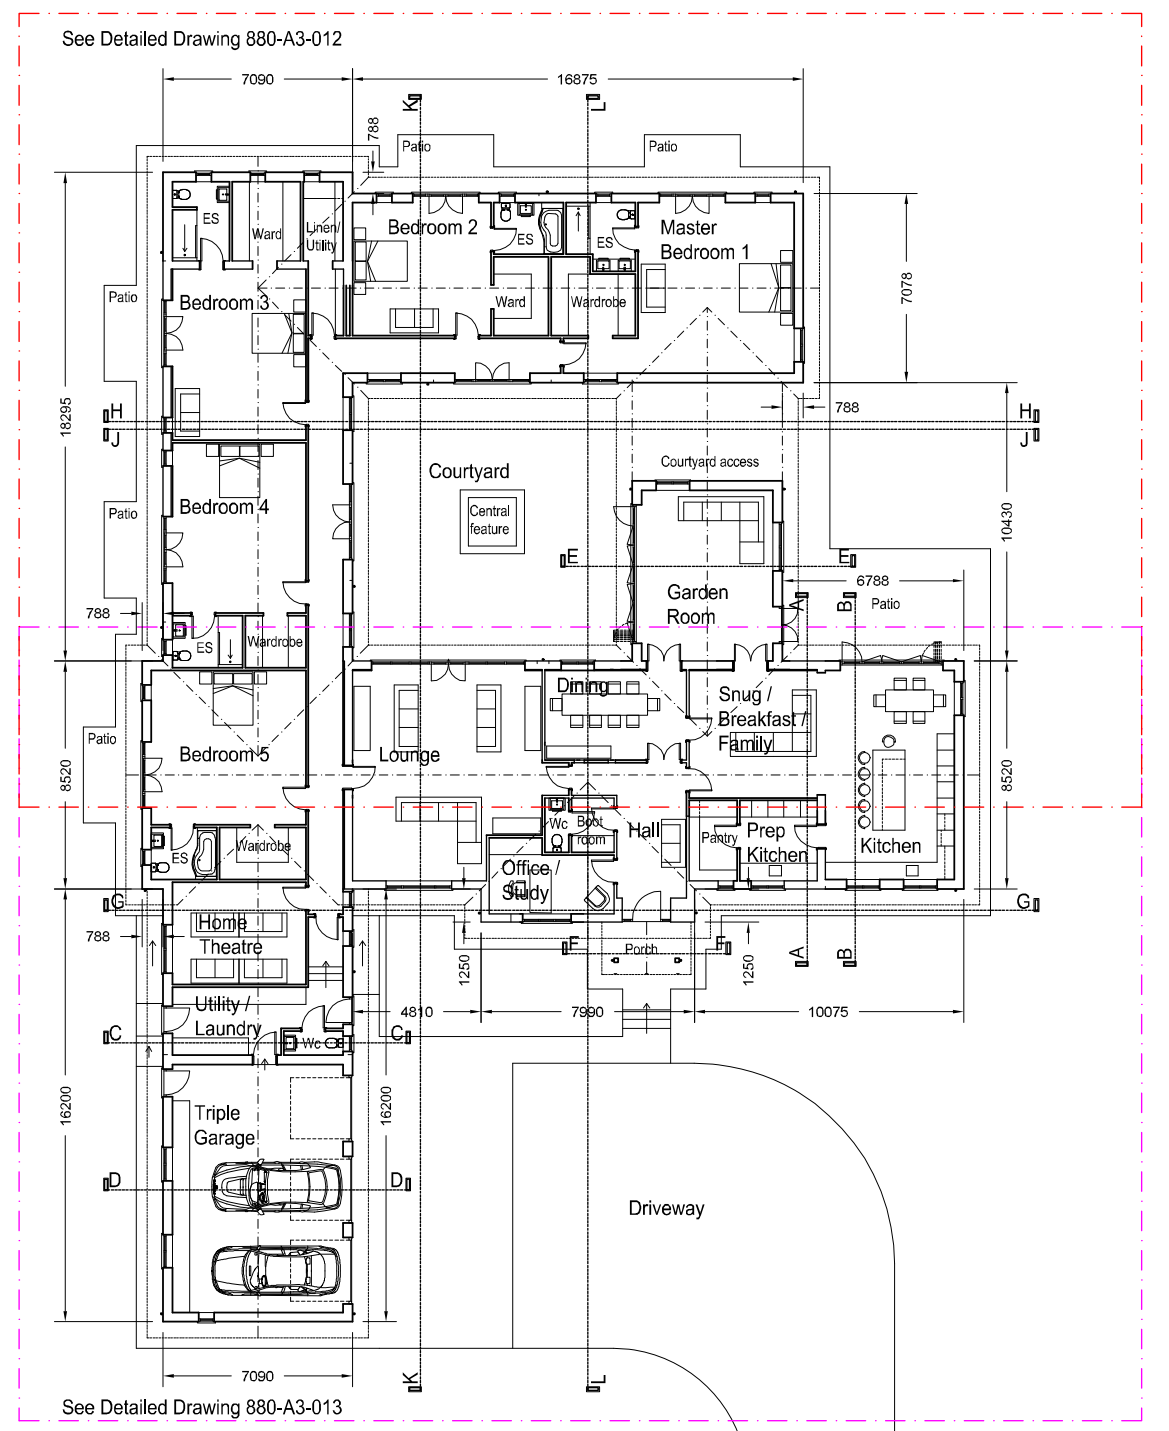 See Detailed Drawing 880-A3-012
7090
16875
K
L
788
Patio
Patio
ES
Ward
Linen/
Utility
Bedroom 2
ES
ES
Master
Bedroom 1
Patio
Bedroom 3
Ward
Wardrobe
7078
18295
H
J
788
H
J
Courtyard
Courtyard access
Central
feature
Patio
Bedroom 4
10430
E
E
Garden
Room
6788
A
B
Patio
788
ES
Wardrobe
Dining
Snug /
Breakfast /
Family
Patio
Bedroom 5
Lounge
8520
8520
Wc
Boot
room
Hall
Pantry
Prep
Kitchen
Kitchen
ES
Wardrobe
Office /
Study
G
G
Home
Theatre
788
1250
F
Porch
F
1250
A
B
Utility /
Laundry
4810
7990
10075
C
Wc
C
16200
16200
Triple
Garage
D
D
Driveway
7090
K
L
See Detailed Drawing 880-A3-013